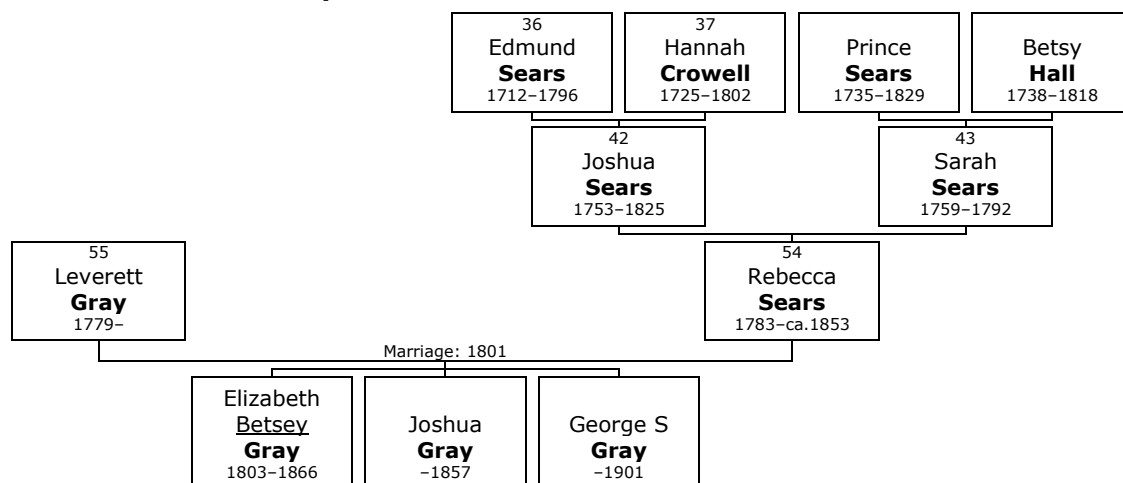 36
Edmund
Sears
1712–1796
37
Hannah
Crowell
1725–1802
Prince
Sears
1735–1829
Betsy
Hall
1738–1818
42
Joshua
Sears
1753–1825
43
Sarah
Sears
1759–1792
55
Leverett
Gray
1779–
54
Rebecca
Sears
1783–ca.1853
Marriage: 1801
Elizabeth
Betsey
Gray
1803–1866
Joshua
Gray
–1857
George S
Gray
–1901